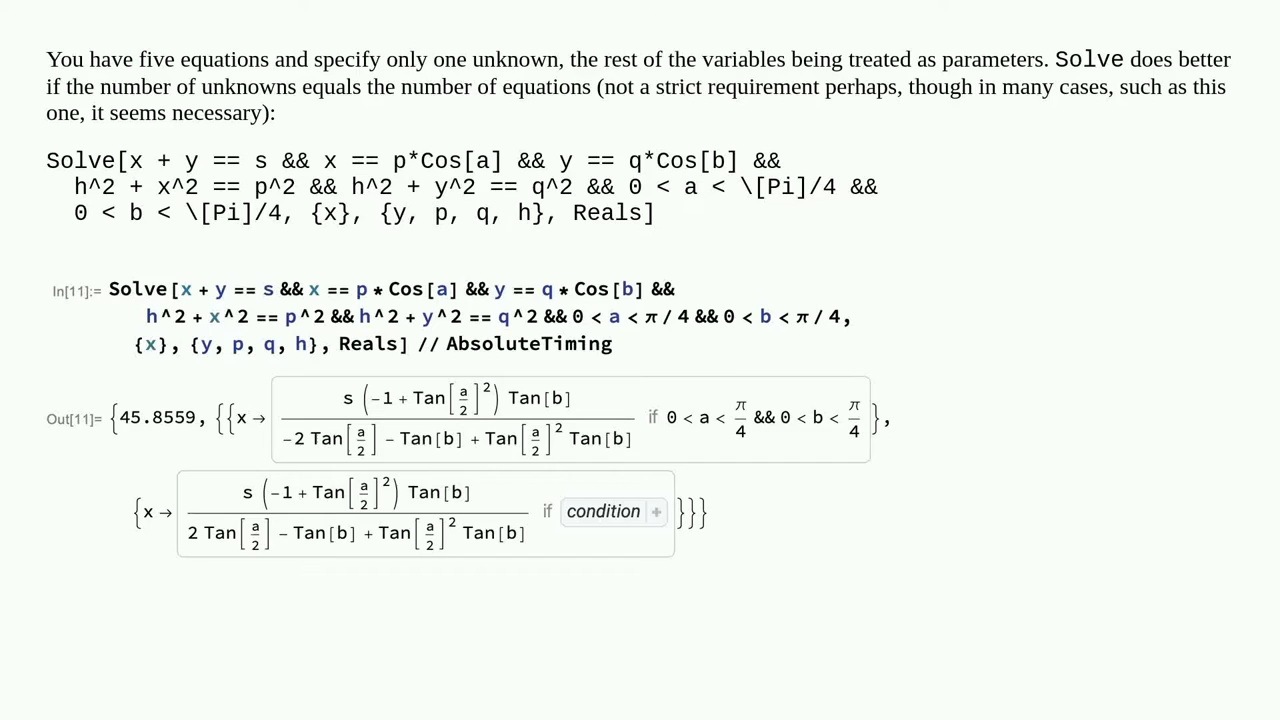 You have five equations and specify only one unknown, the rest of the variables being treated as parameters. Solve does better
if the number of unknowns equals the number of equations (not a strict requirement perhaps, though in many cases, such as this
one, it seems necessary):
Solve[x + y == s && x == p*Cos[a] && y == q*Cos[b] &&
h^2 + x^2 == p^2 && h^2 + y^2 == q^2 && 0 < a < \[Pi]/4 &&
0 < b < \[Pi]/4, {x}, {y, p, q, h}, Reals]
In[11]:= Solve[x + y == s && x == p * Cos[a] && y == q * Cos[b] &&
h^2 + x^2 == p^2 && h^2 + y^2 == q^2 && 0 < a < π / 4 && 0 < b < π / 4,
{x}, {y, p, q, h}, Reals] // AbsoluteTiming
Out[11]= {45.8559, {{x → s (-1 + Tan[a/2]^2) Tan[b] / -2 Tan[a/2] - Tan[b] + Tan[a/2]^2 Tan[b] if 0 < a < π/4 && 0 < b < π/4},
{x → s (-1 + Tan[a/2]^2) Tan[b] / 2 Tan[a/2] - Tan[b] + Tan[a/2]^2 Tan[b] if condition +}}}